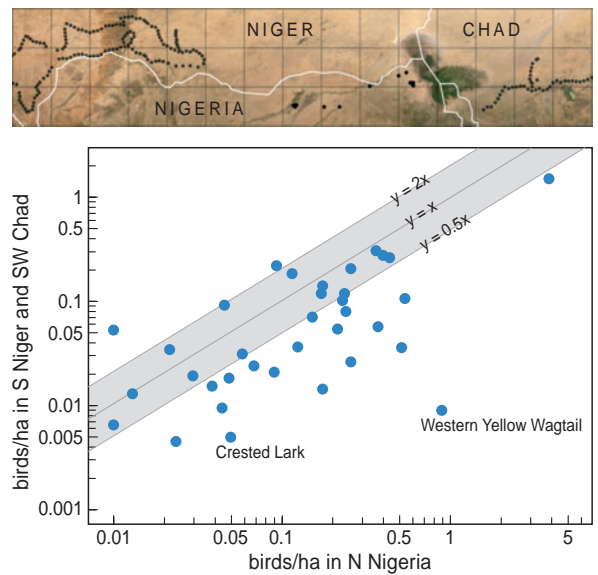 NIGER
CHAD
NIGERIA
birds/ha in S Niger and SW Chad
1
0.5
0.1
0.05
0.01
0.005
0.001
y = 2x
y = x
y = 0.5x
Crested Lark
Western Yellow Wagtail
0.01
0.05
0.1
0.5
1
5
birds/ha in N Nigeria